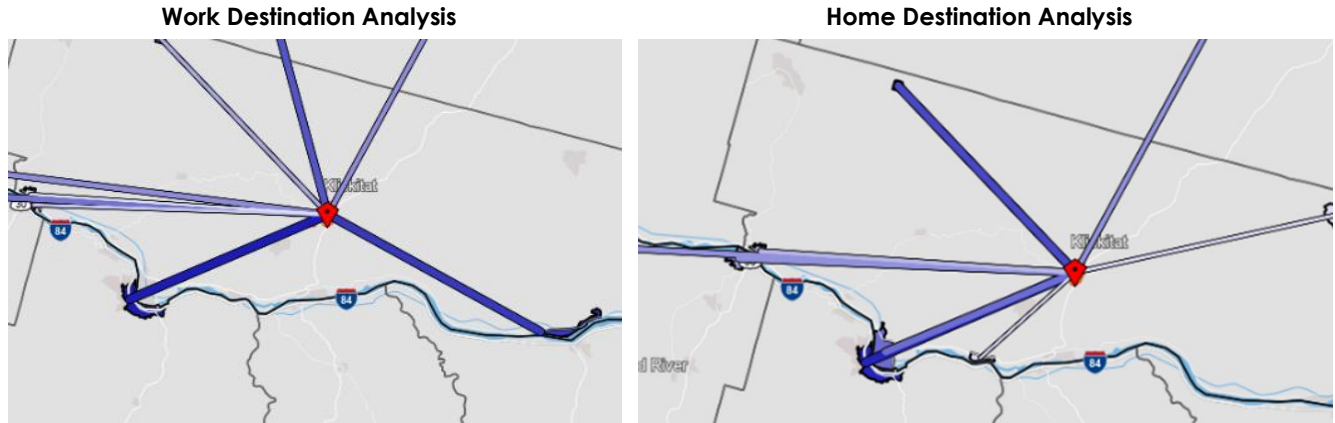 Work Destination Analysis
Home Destination Analysis
Klickitat
30
84
84
Klickitat
84
d River
84